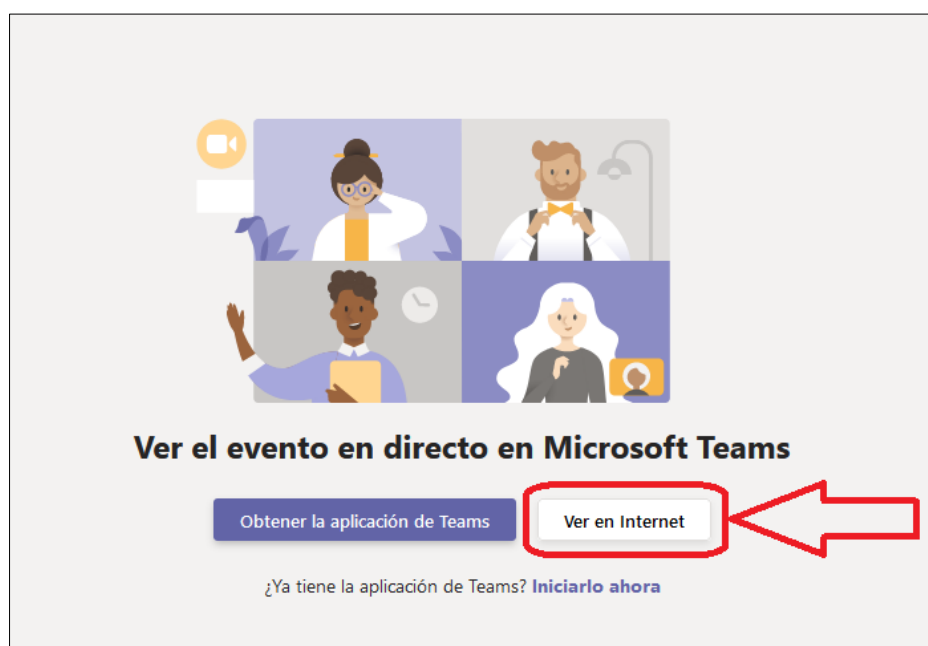 Ver el evento en directo en Microsoft Teams
Obtener la aplicación de Teams
Ver en Internet
¿Ya tiene la aplicación de Teams? Iniciarlo ahora